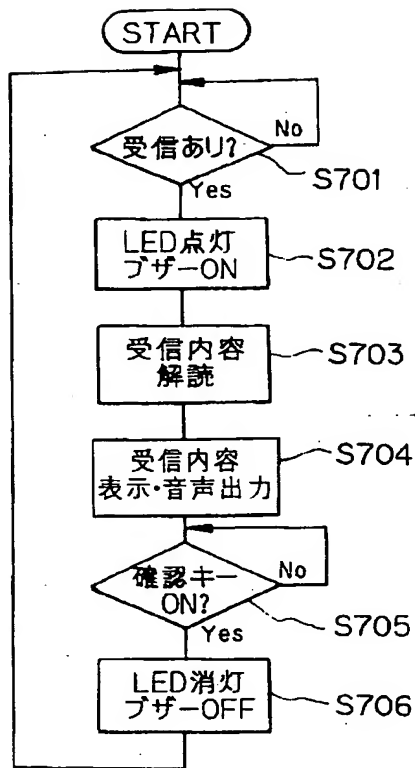 START
受信あり?
No
S701
Yes
LED点灯
ブザーON
S702
受信内容
解読
S703
受信内容
表示・音声出力
S704
確認キー
ON?
No
S705
Yes
LED消灯
ブザーOFF
S706